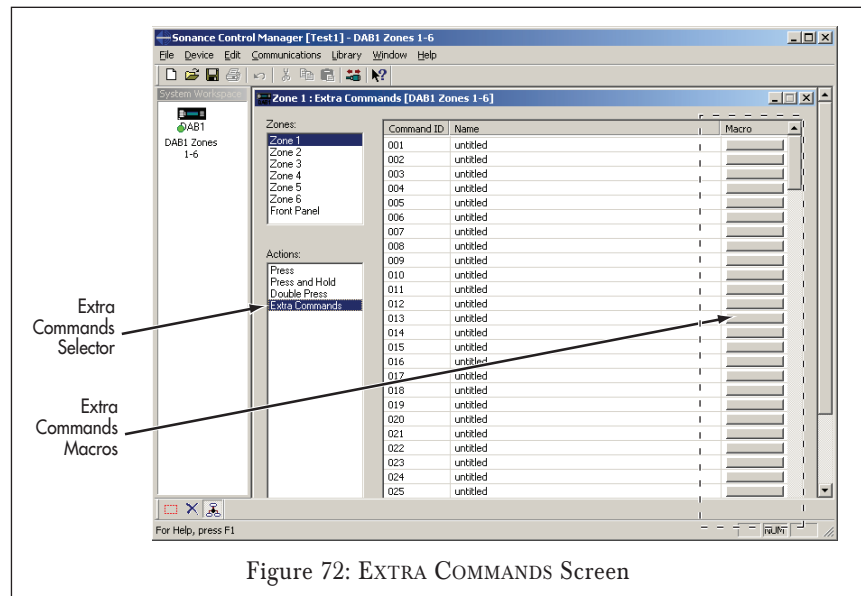 Sonance Control Manager [Test1] - DAB1 Zones 1-6
File Device Edit Communications Library Window Help
System Workspace
DAB1
DAB1 Zones
1-6
Zone 1 : Extra Commands [DAB1 Zones 1-6]
Zones:
Zone 1
Zone 2
Zone 3
Zone 4
Zone 5
Zone 6
Front Panel
Actions:
Press
Press and Hold
Double Press
Extra Commands
Command ID Name Macro
001 untitled
002 untitled
003 untitled
004 untitled
005 untitled
006 untitled
007 untitled
008 untitled
009 untitled
010 untitled
011 untitled
012 untitled
013 untitled
014 untitled
015 untitled
016 untitled
017 untitled
018 untitled
019 untitled
020 untitled
021 untitled
022 untitled
023 untitled
024 untitled
025 untitled
For Help, press F1
NUM
Extra
Commands
Selector
Extra
Commands
Macros
Figure 72: EXTRA COMMANDS Screen